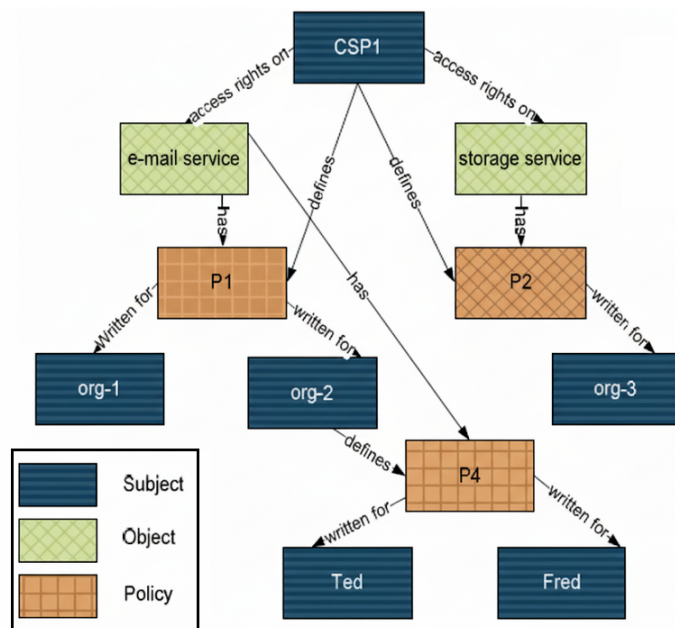 CSP1
access rights on
access rights on
e-mail service
storage service
defines
defines
has
has
P1
P2
has
Written for
written for
written for
org-1
org-2
org-3
defines
P4
written for
written for
Ted
Fred
Subject
Object
Policy